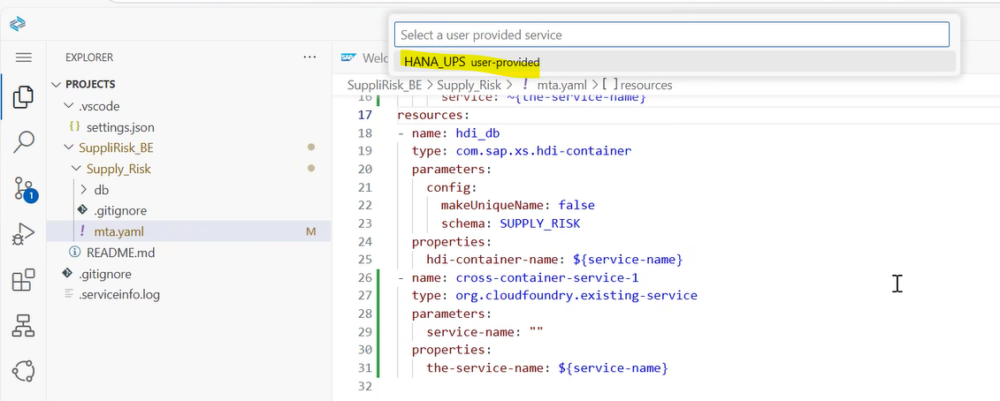 Select a user provided service
HANA_UPS user-provided
EXPLORER
PROJECTS
.vscode
{} settings.json
SuppliRisk_BE
Supply_Risk
db
.gitignore
! mta.yaml M
README.md
.gitignore
.serviceinfo.log
1
SAP Welc
SuppliRisk_BE > Supply_Risk > ! mta.yaml > [ ] resources
16 service: ~{the-service-name}
17 resources:
18 - name: hdi_db
19 type: com.sap.xs.hdi-container
20 parameters:
21 config:
22 makeUniqueName: false
23 schema: SUPPLY_RISK
24 properties:
25 hdi-container-name: ${service-name}
26 - name: cross-container-service-1
27 type: org.cloudfoundry.existing-service
28 parameters:
29 service-name: ""
30 properties:
31 the-service-name: ${service-name}
32